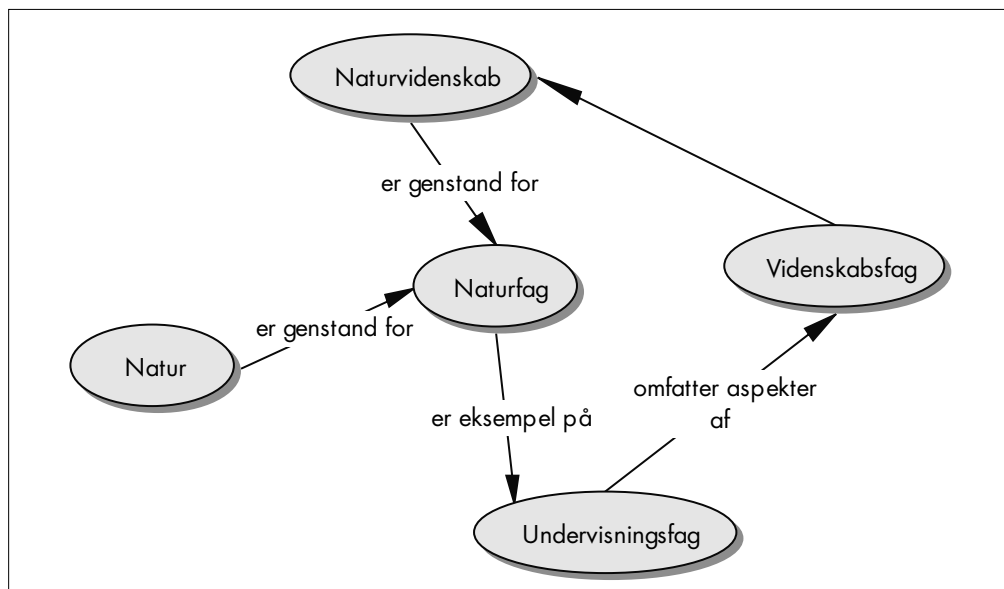 Naturvidenskab
er genstand for
Videnskabsfag
Naturfag
er genstand for
Natur
omfatter aspekter
af
er eksempel på
Undervisningsfag